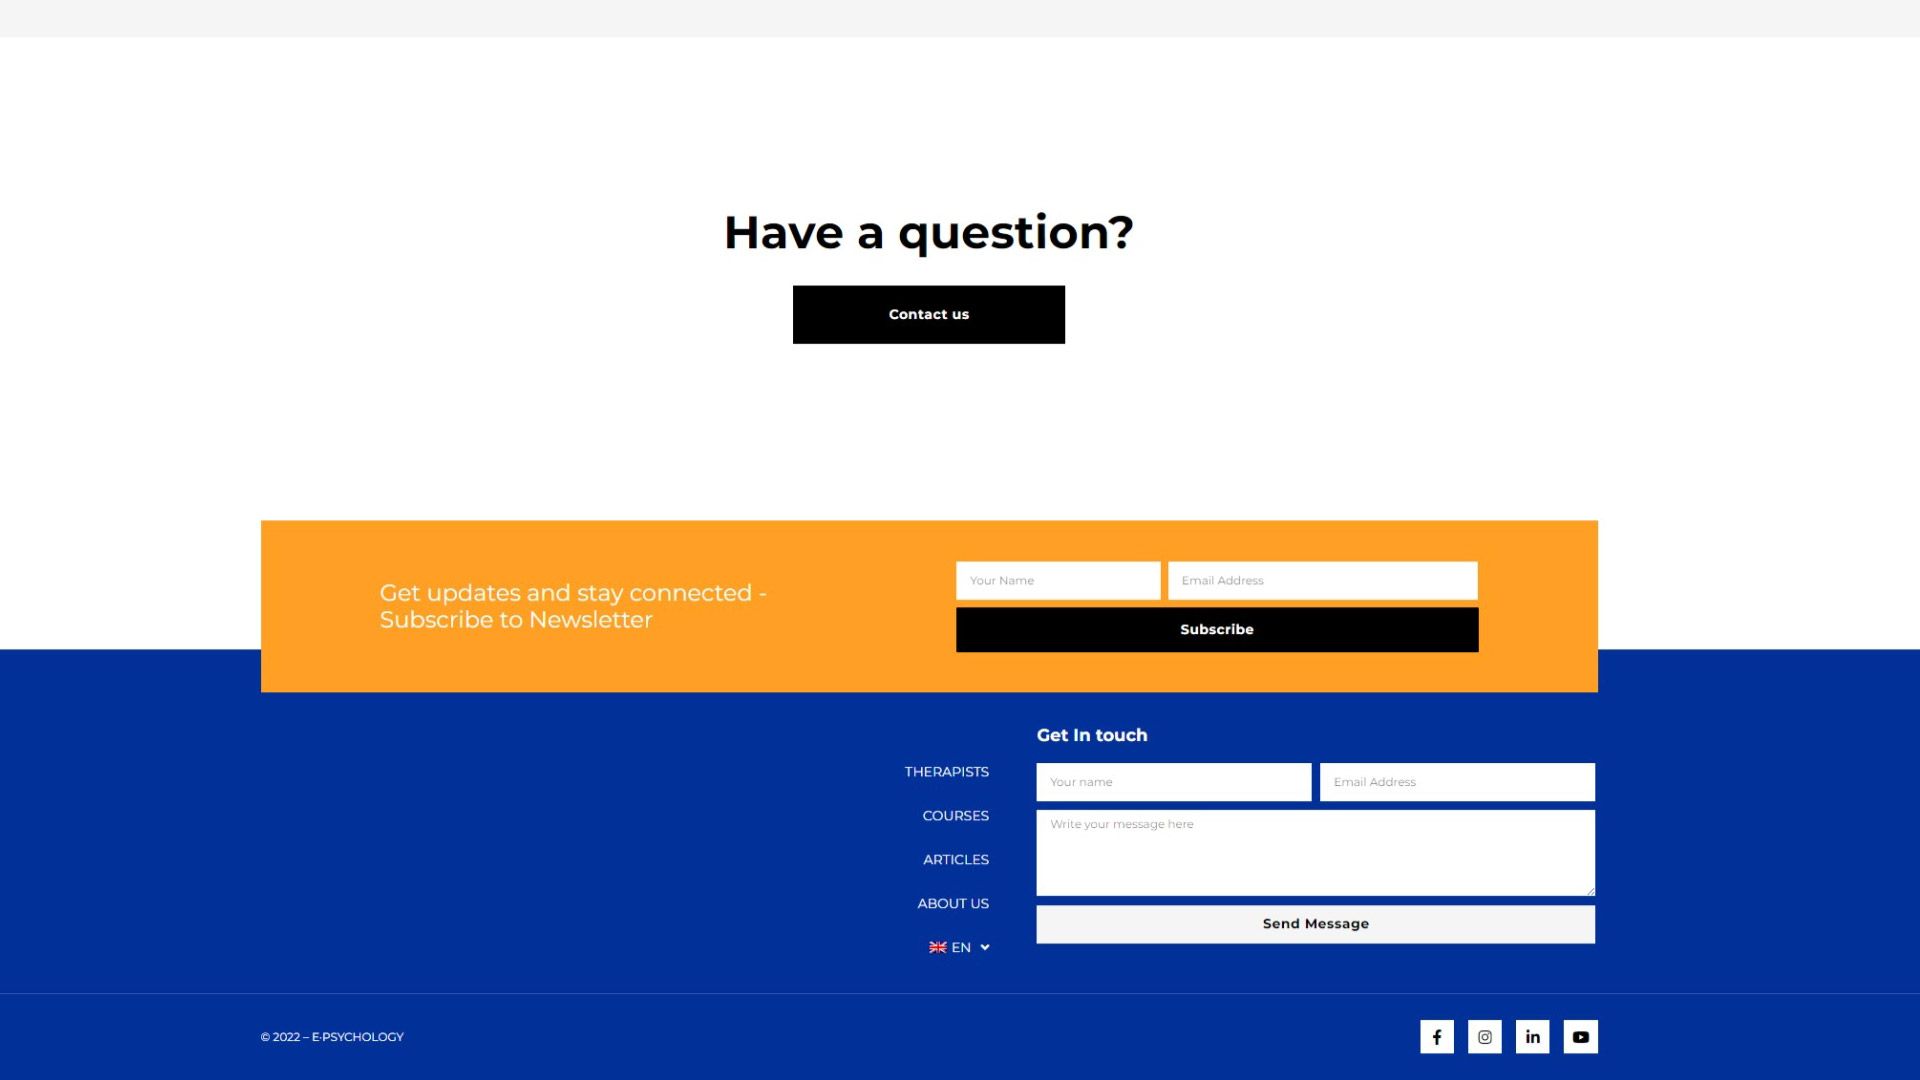 Have a question?
Contact us
Get updates and stay connected -
Subscribe to Newsletter
Your Name
Email Address
Subscribe
THERAPISTS
COURSES
ARTICLES
ABOUT US
EN
Get In touch
Your name
Email Address
Write your message here
Send Message
© 2022 – E-PSYCHOLOGY